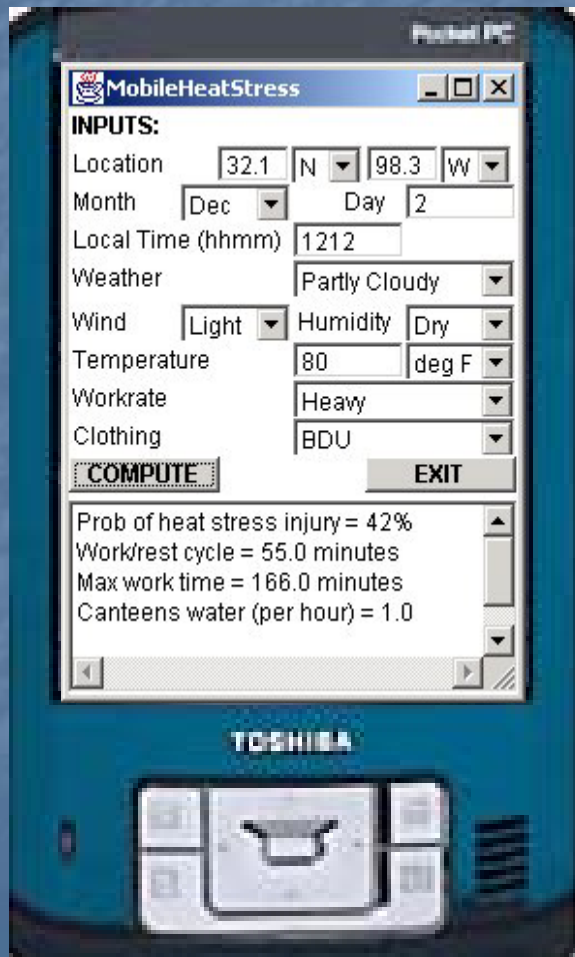 Pocket PC
MobileHeatStress
INPUTS:
Location 32.1 N 98.3 W
Month Dec Day 2
Local Time (hhmm) 1212
Weather Partly Cloudy
Wind Light Humidity Dry
Temperature 80 deg F
Workrate Heavy
Clothing BDU
COMPUTE EXIT
Prob of heat stress injury = 42%
Work/rest cycle = 55.0 minutes
Max work time = 166.0 minutes
Canteens water (per hour) = 1.0
TOSHIBA